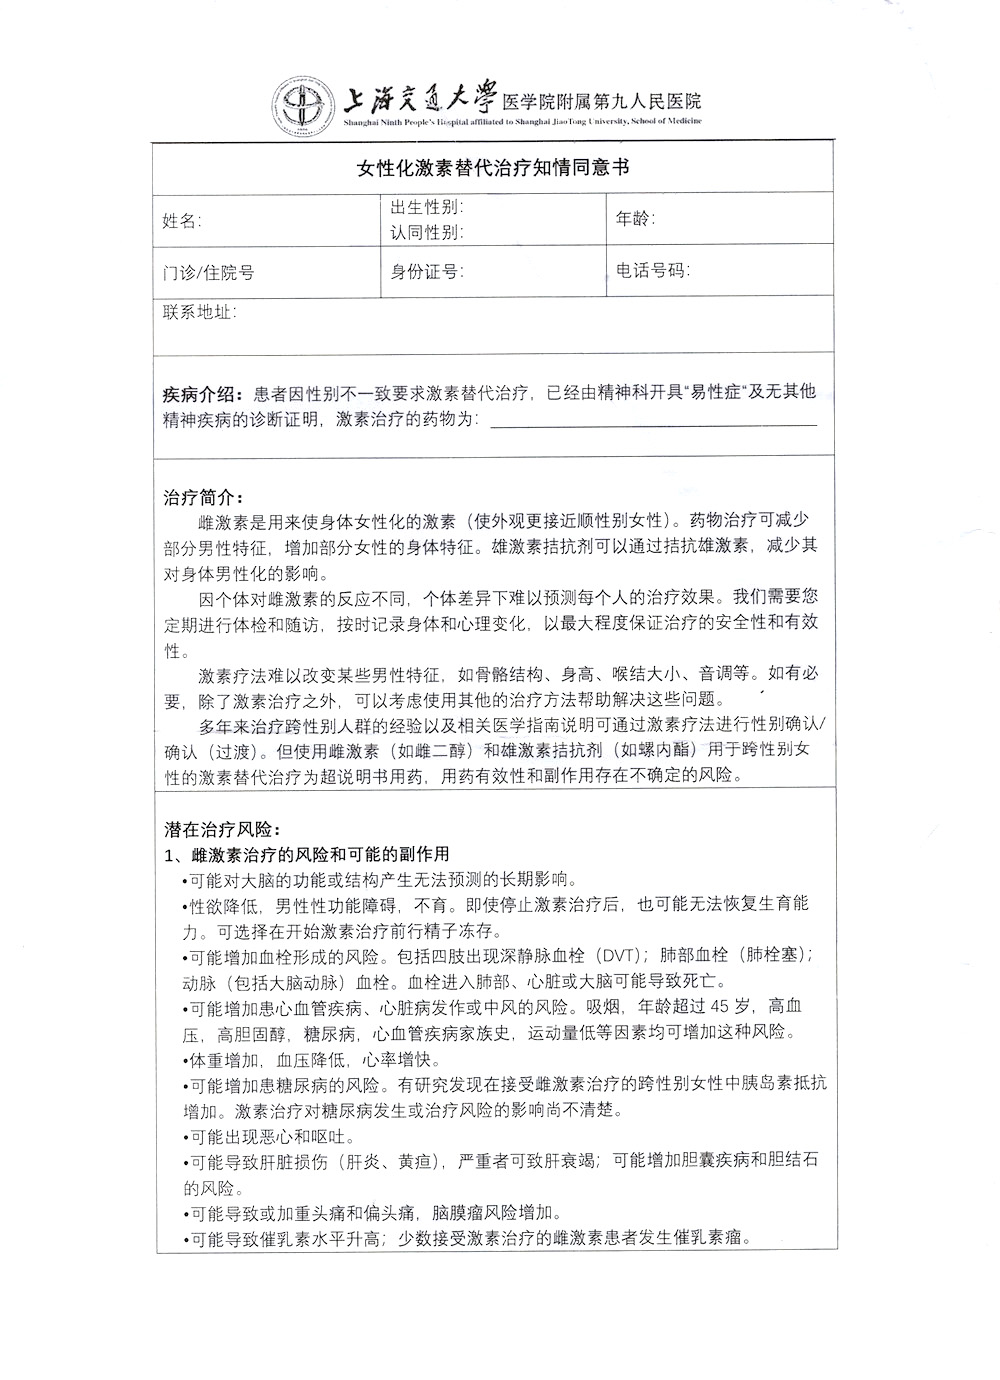 上海交通大学医学院附属第九人民医院
Shanghai Ninth People's Hospital affiliated to Shanghai JiaoTong University, School of Medicine
女性化激素替代治疗知情同意书
姓名：
出生性别：
认同性别：
年龄：
门诊/住院号
身份证号：
电话号码：
联系地址：
疾病介绍：患者因性别不一致要求激素替代治疗，已经由精神科开具“易性症“及无其他
精神疾病的诊断证明，激素治疗的药物为：
治疗简介：
雌激素是用来使身体女性化的激素（使外观更接近顺性别女性）。药物治疗可减少
部分男性特征，增加部分女性的身体特征。雄激素拮抗剂可以通过拮抗雄激素，减少其
对身体男性化的影响。
因个体对雌激素的反应不同，个体差异下难以预测每个人的治疗效果。我们需要您
定期进行体检和随访，按时记录身体和心理变化，以最大程度保证治疗的安全性和有效
性。
激素疗法难以改变某些男性特征，如骨骼结构、身高、喉结大小、音调等。如有必
要，除了激素治疗之外，可以考虑使用其他的治疗方法帮助解决这些问题。
多年来治疗跨性别人群的经验以及相关医学指南说明可通过激素疗法进行性别确认/
确认（过渡）。但使用雌激素（如雌二醇）和雄激素拮抗剂（如螺内酯）用于跨性别女
性的激素替代治疗为超说明书用药，用药有效性和副作用存在不确定的风险。
潜在治疗风险：
1、雌激素治疗的风险和可能的副作用
•可能对大脑的功能或结构产生无法预测的长期影响。
•性欲降低，男性性功能障碍，不育。即使停止激素治疗后，也可能无法恢复生育能
力。可选择在开始激素治疗前行精子冻存。
•可能增加血栓形成的风险。包括四肢出现深静脉血栓（DVT）；肺部血栓（肺栓塞）；
动脉（包括大脑动脉）血栓。血栓进入肺部、心脏或大脑可能导致死亡。
•可能增加患心血管疾病、心脏病发作或中风的风险。吸烟，年龄超过 45 岁，高血
压，高胆固醇，糖尿病，心血管疾病家族史，运动量低等因素均可增加这种风险。
•体重增加，血压降低，心率增快。
•可能增加患糖尿病的风险。有研究发现在接受雌激素治疗的跨性别女性中胰岛素抵抗
增加。激素治疗对糖尿病发生或治疗风险的影响尚不清楚。
•可能出现恶心和呕吐。
•可能导致肝脏损伤（肝炎、黄疸），严重者可致肝衰竭；可能增加胆囊疾病和胆结石
的风险。
•可能导致或加重头痛和偏头痛，脑膜瘤风险增加。
•可能导致催乳素水平升高；少数接受激素治疗的雌激素患者发生催乳素瘤。